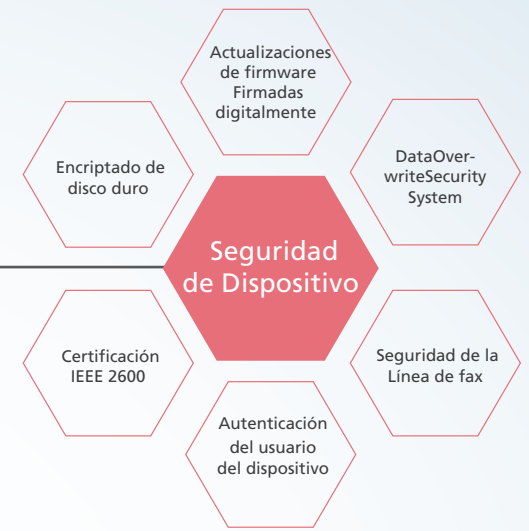 Actualizaciones
de firmware
Firmadas
digitalmente
Encriptado de
disco duro
DataOver-
writeSecurity
System
Seguridad
de Dispositivo
Certificación
IEEE 2600
Seguridad de la
Línea de fax
Autenticación
del usuario
del dispositivo